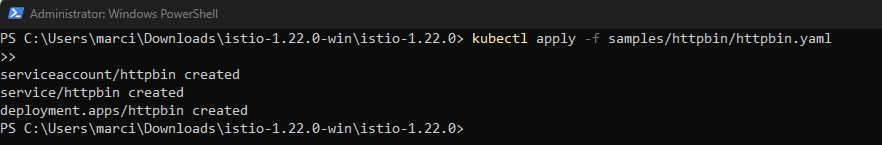 Administrator: Windows PowerShell
PS C:\Users\marci\Downloads\istio-1.22.0-win\istio-1.22.0> kubectl apply -f samples/httpbin/httpbin.yaml
>>
serviceaccount/httpbin created
service/httpbin created
deployment.apps/httpbin created
PS C:\Users\marci\Downloads\istio-1.22.0-win\istio-1.22.0>